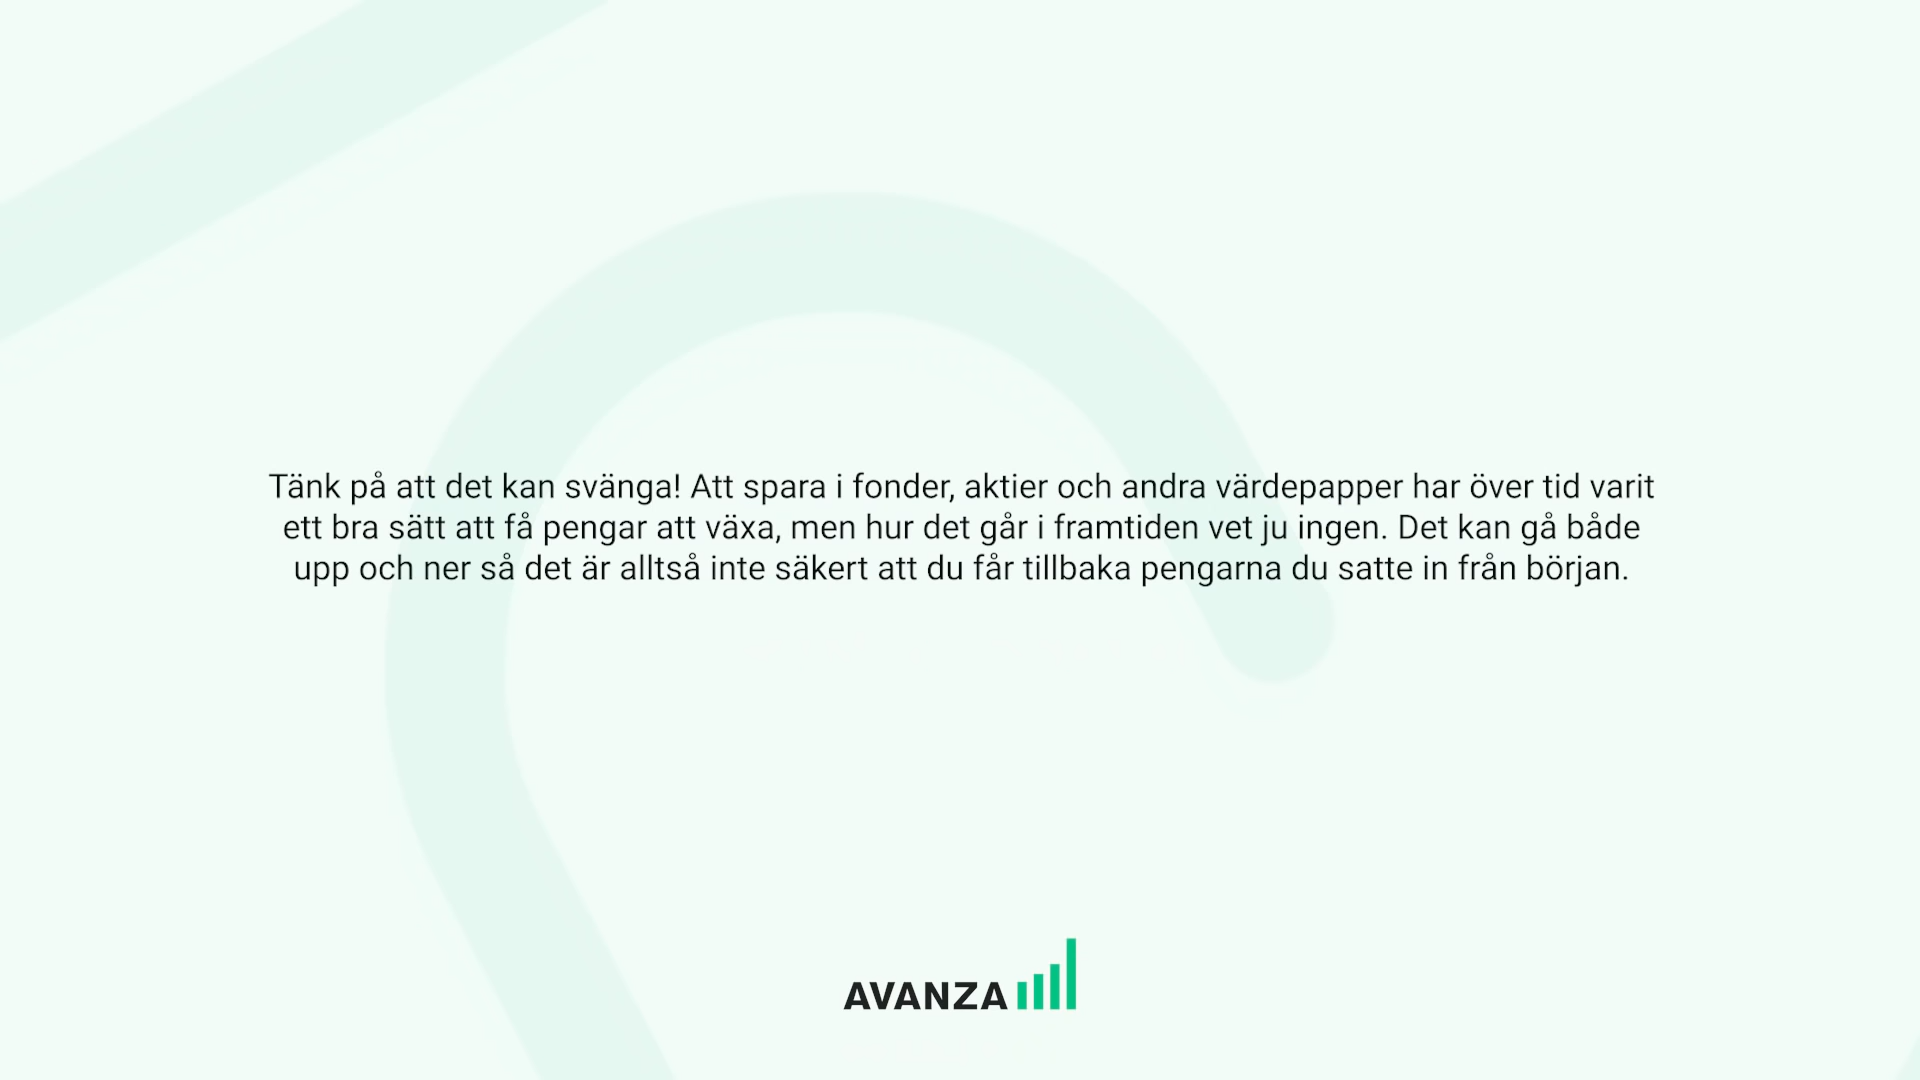 Tänk på att det kan svänga! Att spara i fonder, aktier och andra värdepapper har över tid varit
ett bra sätt att få pengar att växa, men hur det går i framtiden vet ju ingen. Det kan gå både
upp och ner så det är alltså inte säkert att du får tillbaka pengarna du satte in från början.
AVANZA